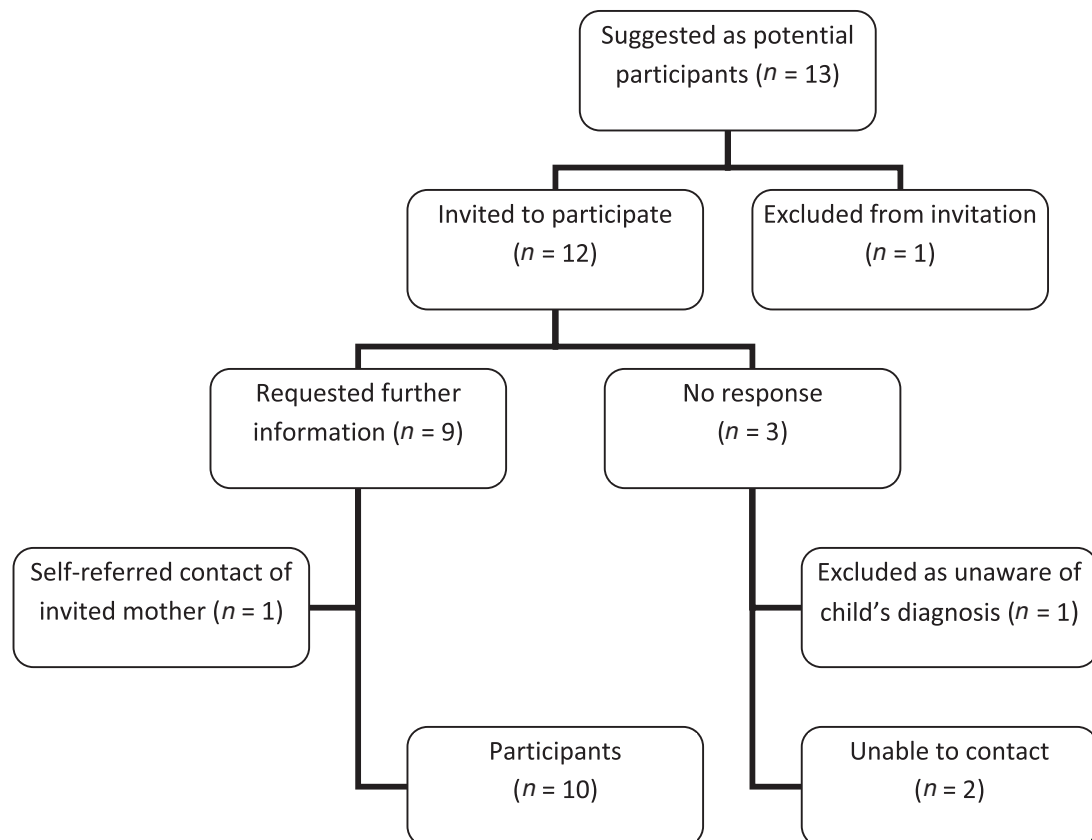 Suggested as potential
participants (n = 13)
Invited to participate
(n = 12)
Excluded from invitation
(n = 1)
Requested further
information (n = 9)
No response
(n = 3)
Self-referred contact of
invited mother (n = 1)
Excluded as unaware of
child’s diagnosis (n = 1)
Participants
(n = 10)
Unable to contact
(n = 2)